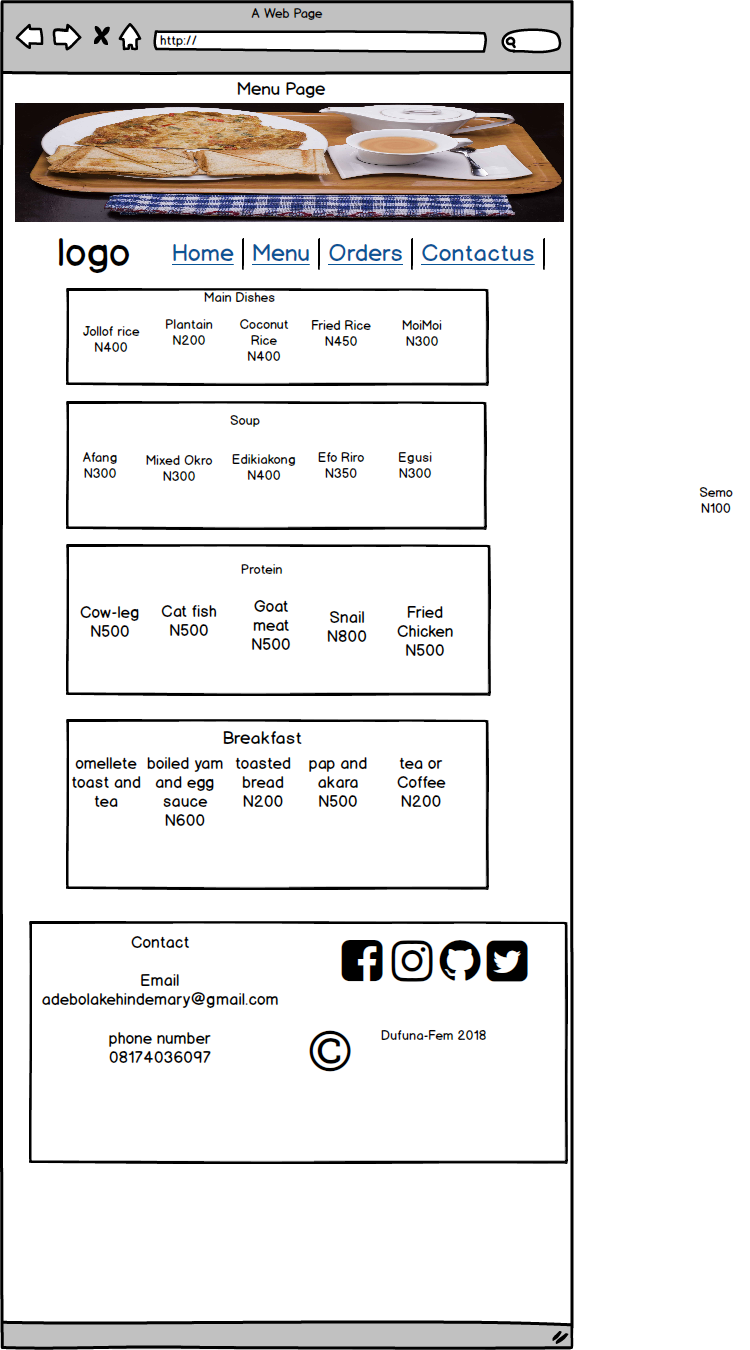 A Web Page
http://
Menu Page
logo
Home | Menu | Orders | Contactus |
Main Dishes
Jollof rice
N400
Plantain
N200
Coconut
Rice
N400
Fried Rice
N450
MoiMoi
N300
Soup
Afang
N300
Mixed Okro
N300
Edikiakong
N400
Efo Riro
N350
Egusi
N300
Semo
N100
Protein
Cow-leg
N500
Cat fish
N500
Goat
meat
N500
Snail
N800
Fried
Chicken
N500
Breakfast
omellete
toast and
tea
boiled yam
and egg
sauce
N600
toasted
bread
N200
pap and
akara
N500
tea or
Coffee
N200
Contact
Email
adebolakehindemary@gmail.com
phone number
08174036097
© Dufuna-Fem 2018